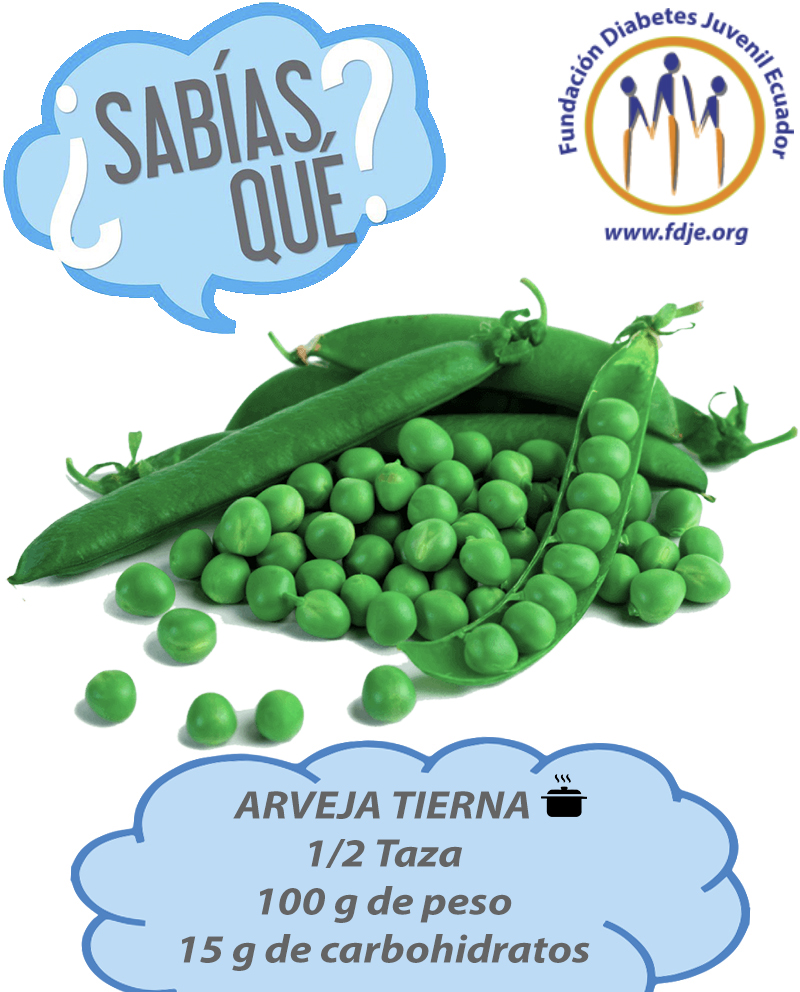 ¿SABÍAS
QUÉ?
Fundación Diabetes Juvenil Ecuador
www.fdje.org
ARVEJA TIERNA
1/2 Taza
100 g de peso
15 g de carbohidratos